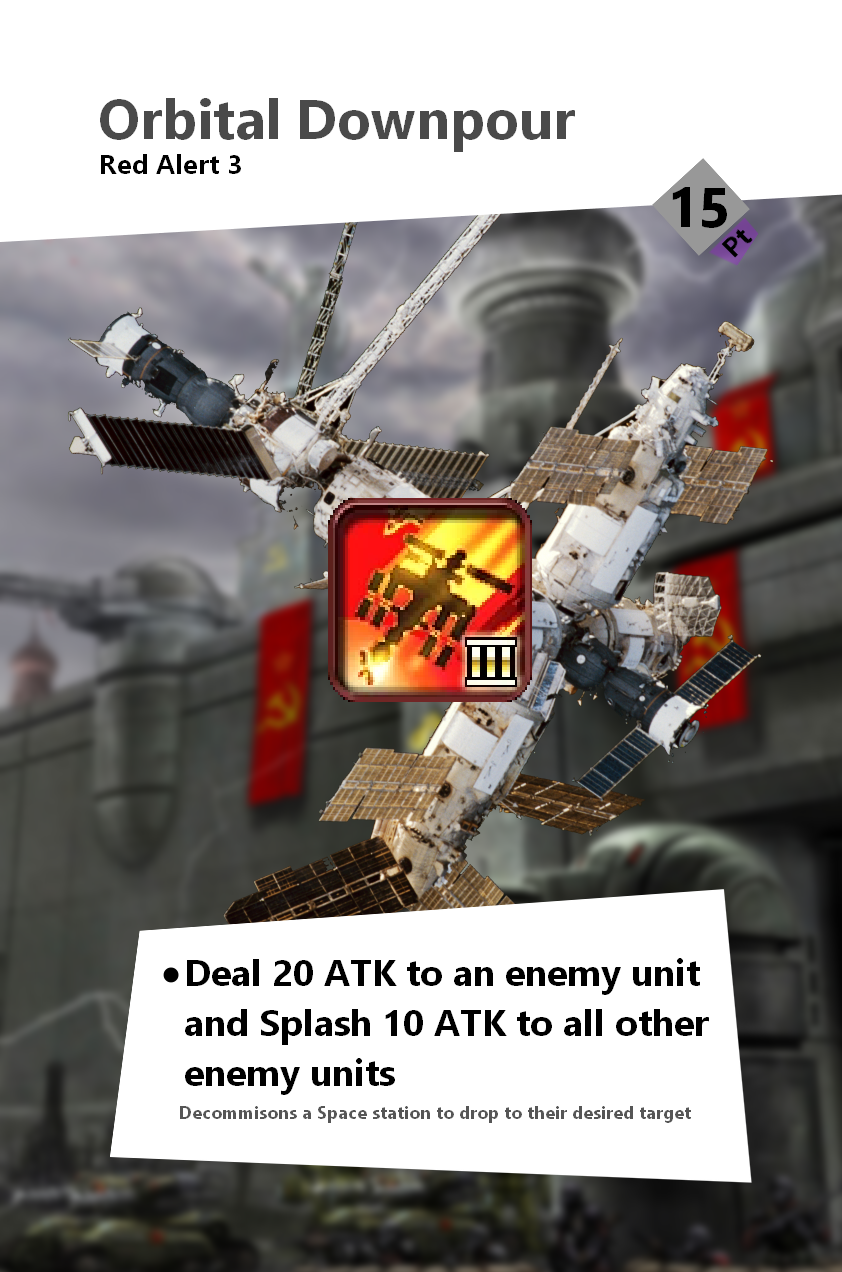 Orbital Downpour
Red Alert 3
15
Pt
III
•Deal 20 ATK to an enemy unit
and Splash 10 ATK to all other
enemy units
Decommisons a Space station to drop to their desired target